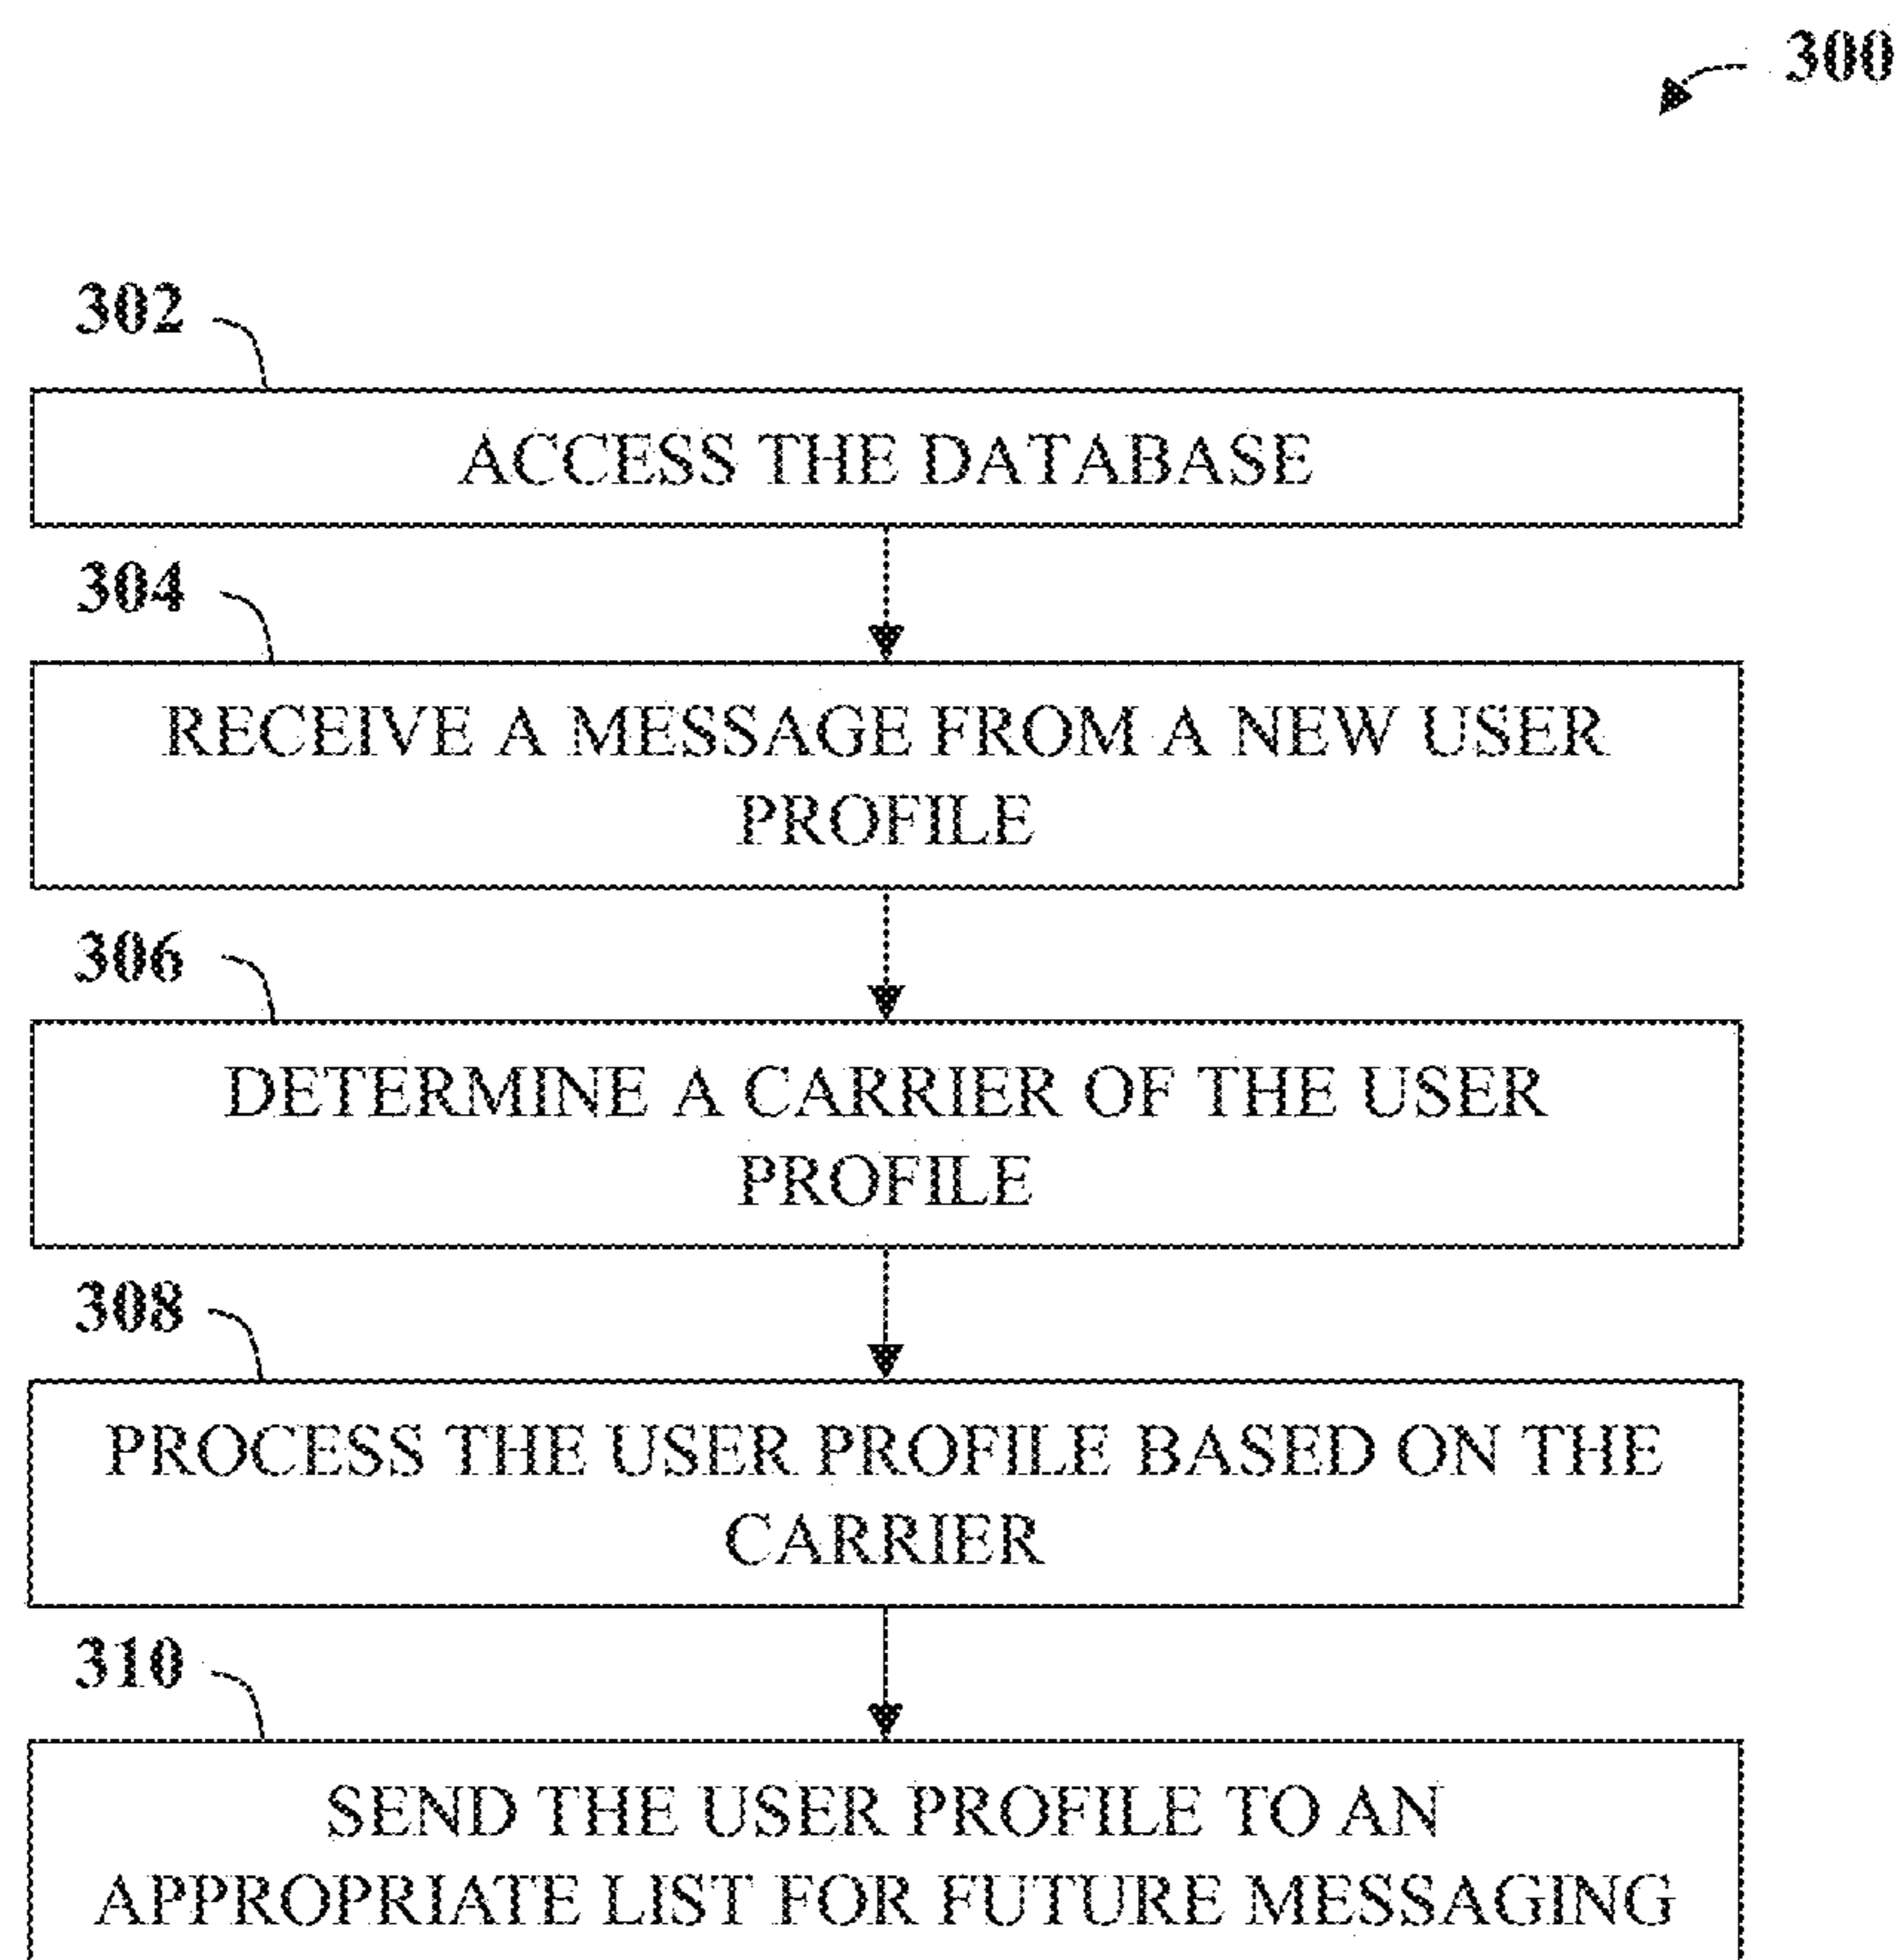 300
302
ACCESS THE DATABASE
304
RECEIVE A MESSAGE FROM A NEW USER
PROFILE
306
DETERMINE A CARRIER OF THE USER
PROFILE
308
PROCESS THE USER PROFILE BASED ON THE
CARRIER
310
SEND THE USER PROFILE TO AN
APPROPRIATE LIST FOR FUTURE MESSAGING